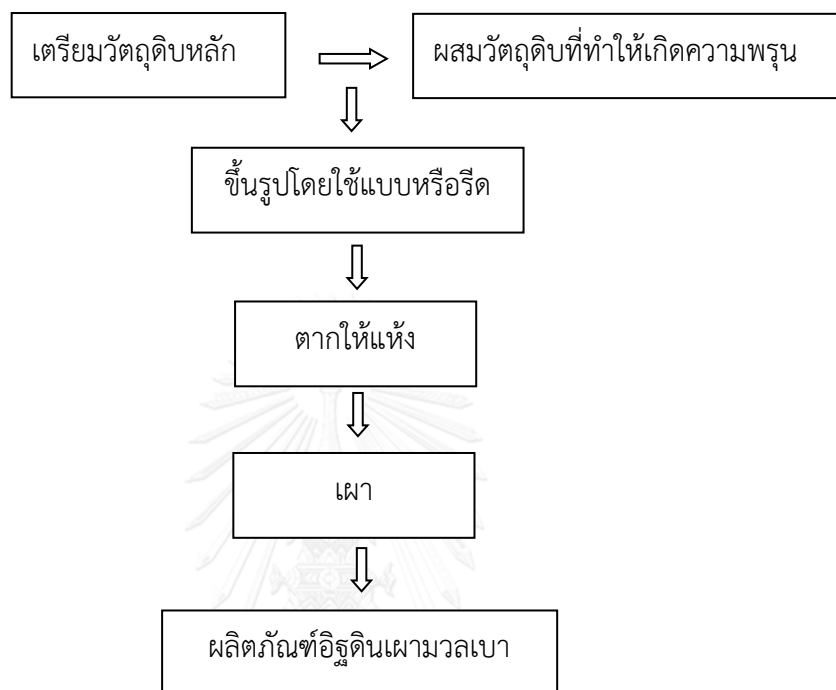 เตรียมวัตถุดิบหลัก
ผสมวัตถุดิบที่ทำให้เกิดความพรุน
ขึ้นรูปโดยใช้แบบหรือรีด
ตากให้แห้ง
เผา
ผลิตภัณฑ์อิฐดินเผามวลเบา